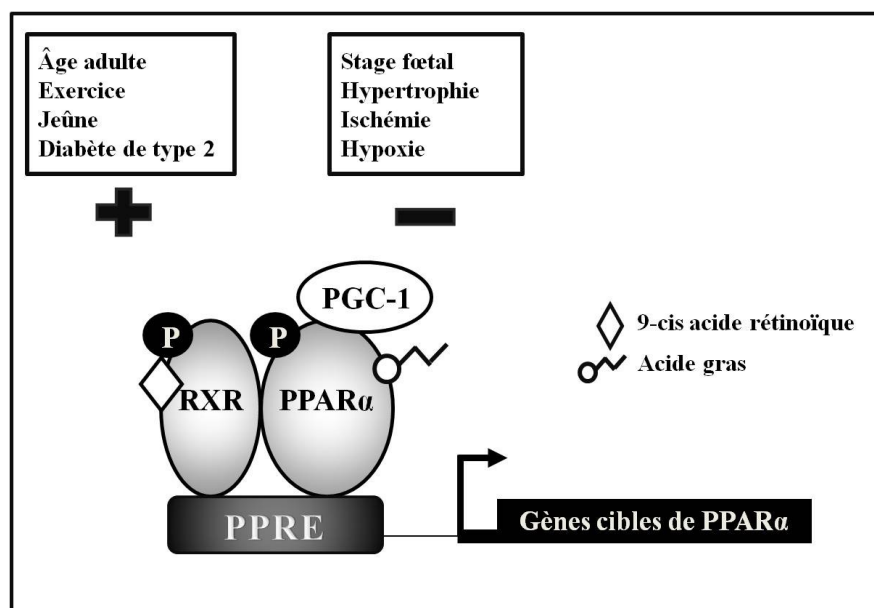 Âge adulte
Exercice
Jeûne
Diabète de type 2
Stage fœtal
Hypertrophie
Ischémie
Hypoxie
PGC-1
P
P
RXR
PPARα
9-cis acide rétinoïque
Acide gras
PPRE
Gènes cibles de PPARα